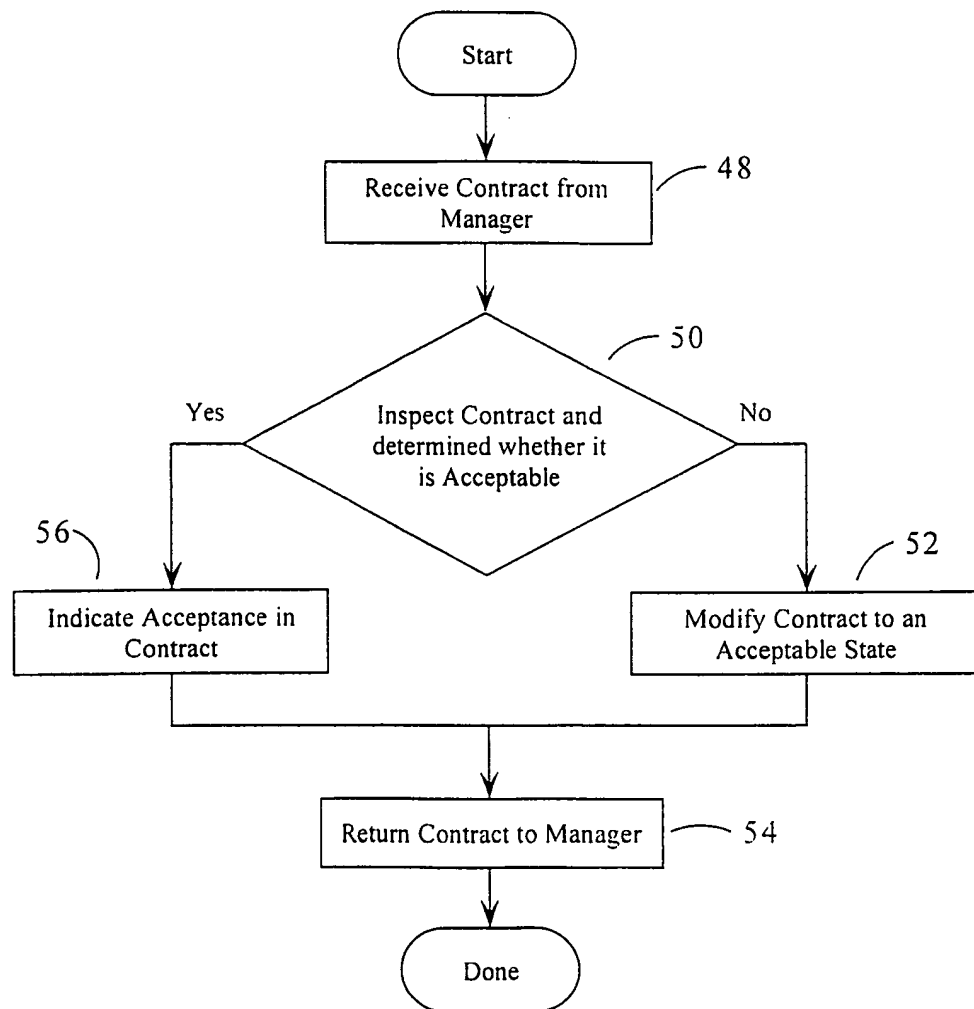 Start
Receive Contract from
Manager
48
50
Inspect Contract and
determined whether it
is Acceptable
Yes
No
56
Indicate Acceptance in
Contract
52
Modify Contract to an
Acceptable State
Return Contract to Manager
54
Done